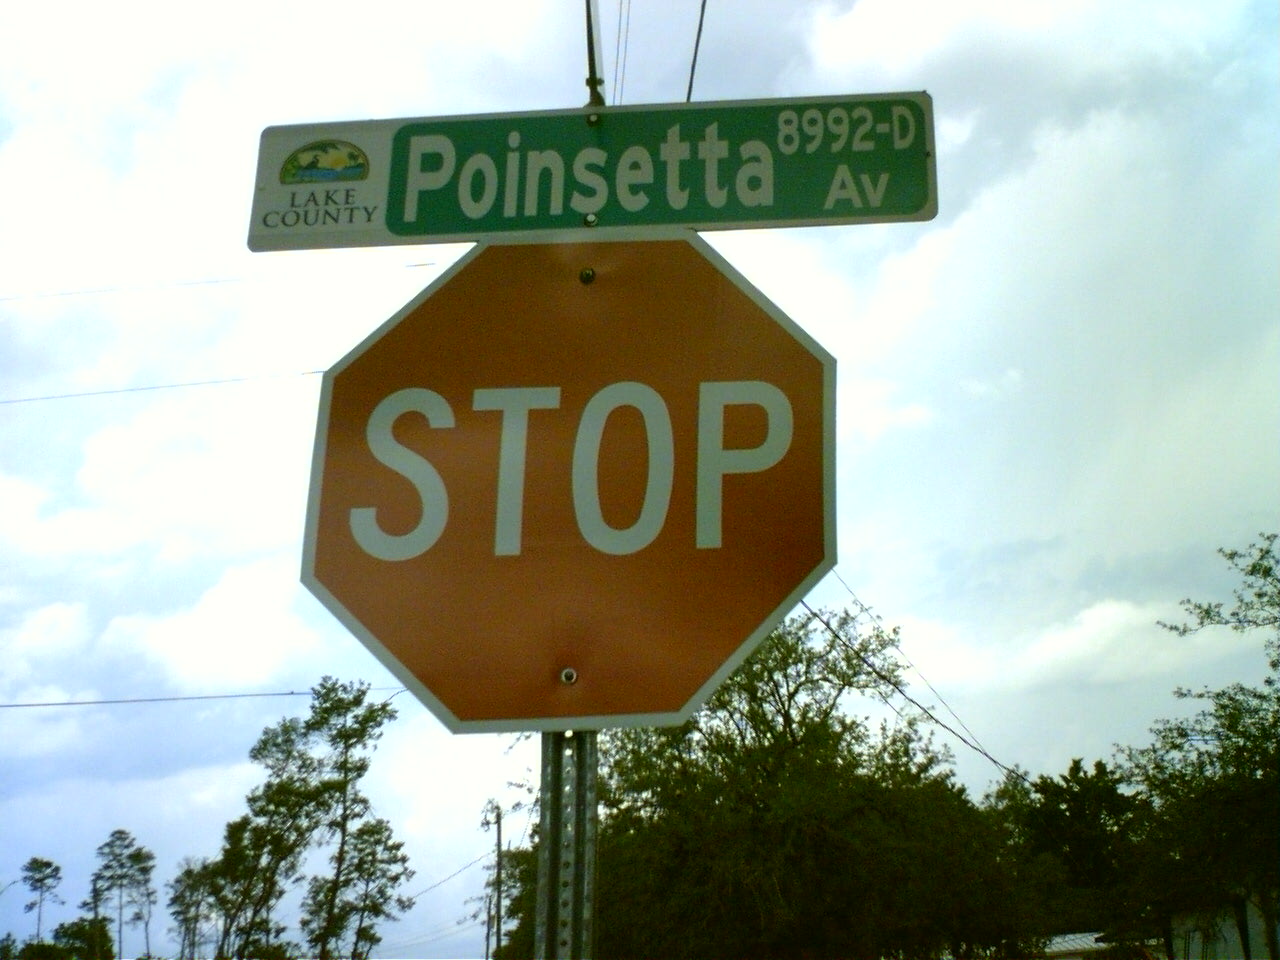 LAKE
COUNTY
Poinsetta
8992-D
Av
STOP